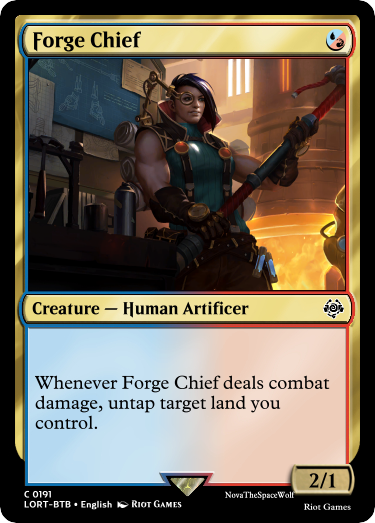 Forge Chief
Creature — Human Artificer
Whenever Forge Chief deals combat
damage, untap target land you
control.
2/1
C 0191
LORT-BTB • English Riot Games
NovaTheSpaceWolf
Riot Games